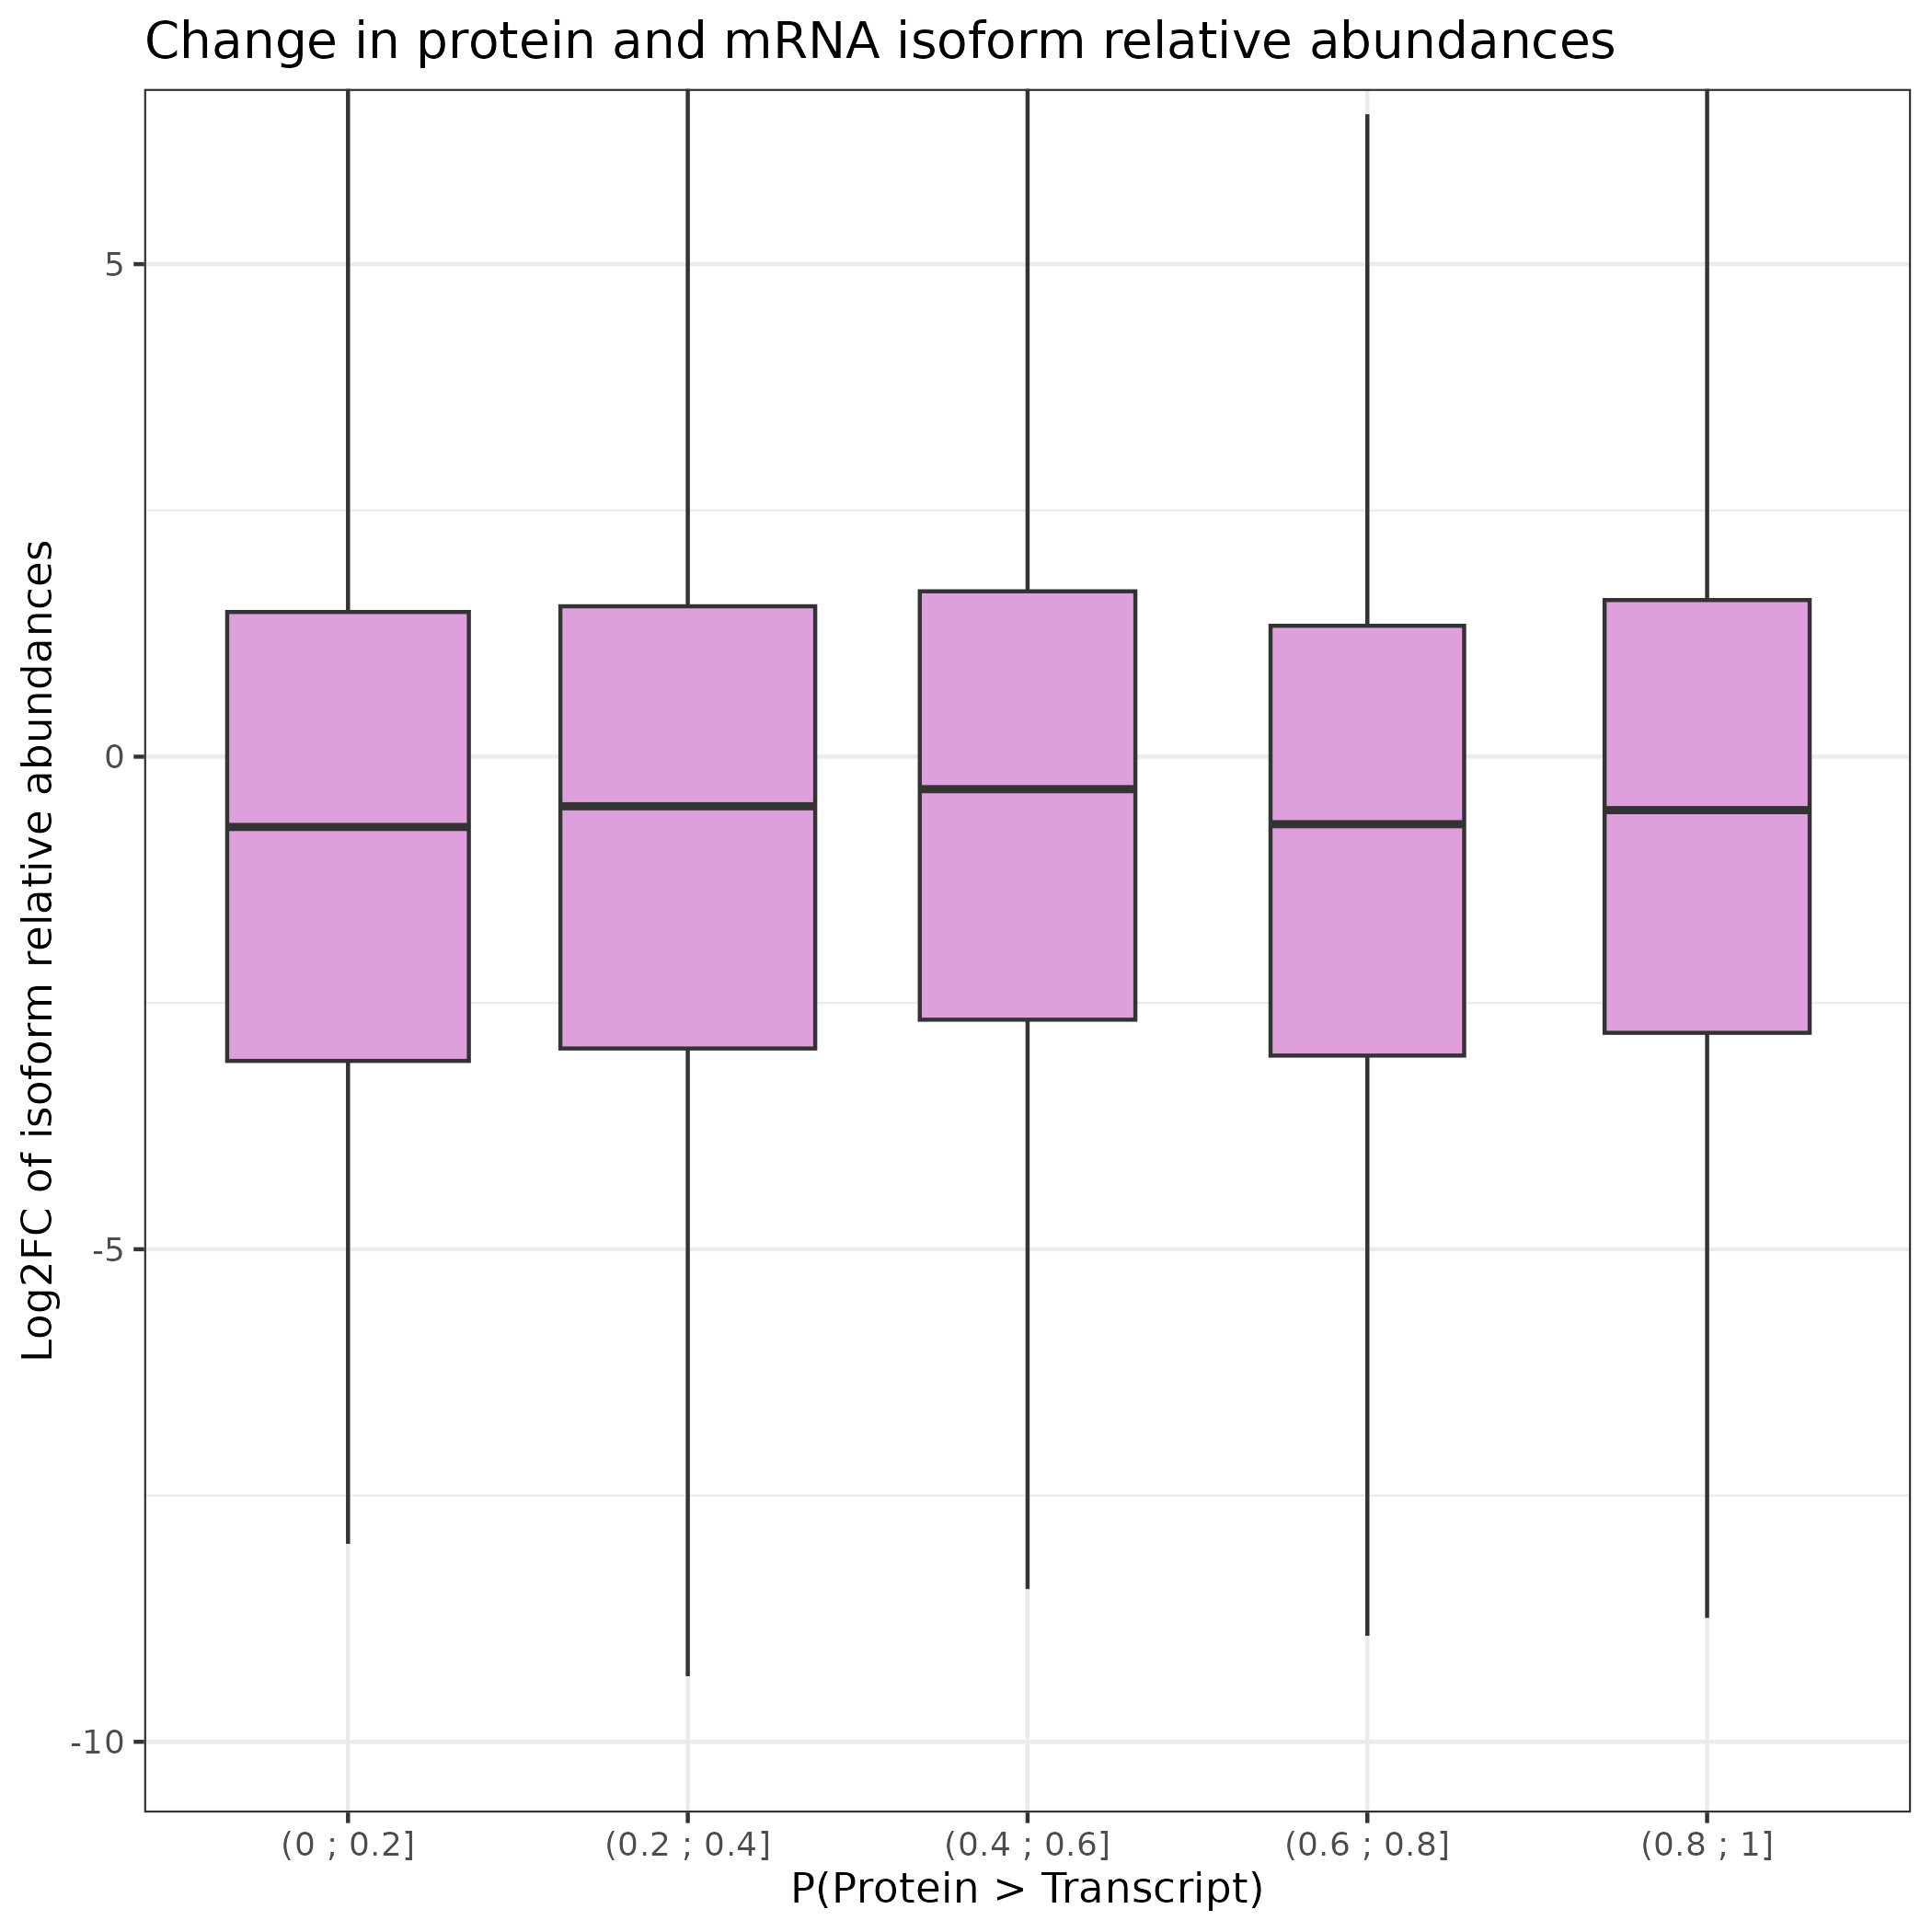 Change in protein and mRNA isoform relative abundances
Log2FC of isoform relative abundances
5
0
-5
-10
(0 ; 0.2]
(0.2 ; 0.4]
(0.4 ; 0.6]
(0.6 ; 0.8]
(0.8 ; 1]
P(Protein > Transcript)